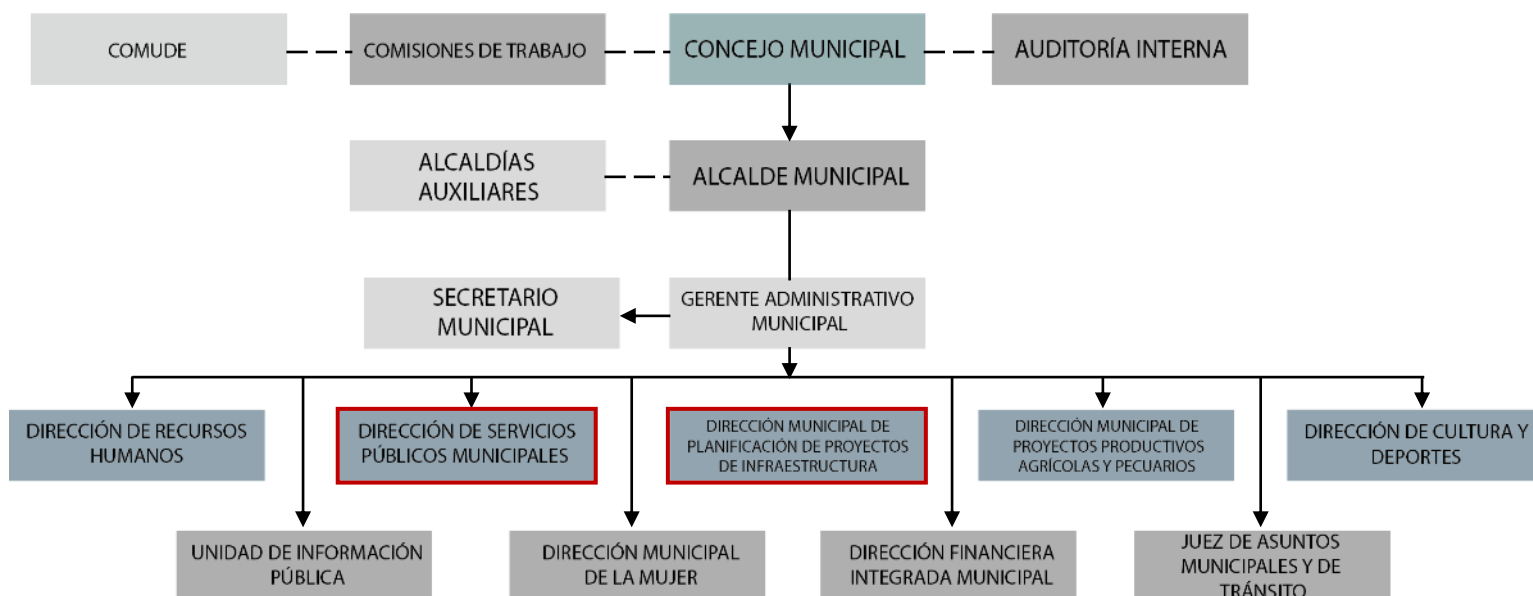 COMUDE
COMISIONES DE TRABAJO
CONCEJO MUNICIPAL
AUDITORÍA INTERNA
ALCALDÍAS
AUXILIARES
ALCALDE MUNICIPAL
SECRETARIO
MUNICIPAL
GERENTE ADMINISTRATIVO
MUNICIPAL
DIRECCIÓN DE RECURSOS
HUMANOS
DIRECCIÓN DE SERVICIOS
PÚBLICOS MUNICIPALES
DIRECCIÓN MUNICIPAL DE
PLANIFICACIÓN DE PROYECTOS
DE INFRAESTRUCTURA
DIRECCIÓN MUNICIPAL DE
PROYECTOS PRODUCTIVOS
AGRÍCOLAS Y PECUARIOS
DIRECCIÓN DE CULTURA Y
DEPORTES
UNIDAD DE INFORMACIÓN
PÚBLICA
DIRECCIÓN MUNICIPAL
DE LA MUJER
DIRECCIÓN FINANCIERA
INTEGRADA MUNICIPAL
JUEZ DE ASUNTOS
MUNICIPALES Y DE
TRÁNSITO